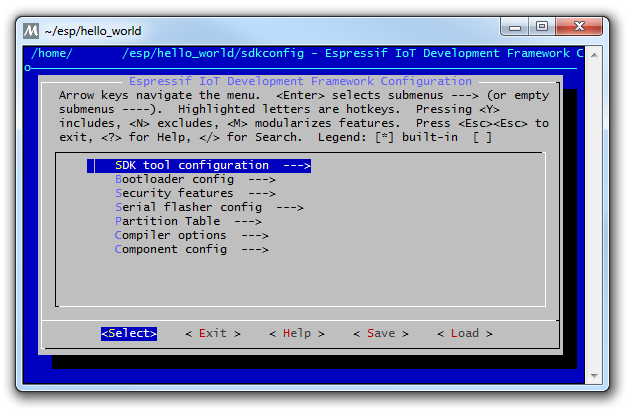 ~/esp/hello_world
/home/ /esp/hello_world/sdkconfig - Espressif IoT Development Framework C
Espressif IoT Development Framework Configuration
Arrow keys navigate the menu. <Enter> selects submenus ---> (or empty
submenus ----). Highlighted letters are hotkeys. Pressing <Y>
includes, <N> excludes, <M> modularizes features. Press <Esc><Esc> to
exit, <?> for Help, </> for Search. Legend: [*] built-in [ ]
SDK tool configuration --->
Bootloader config --->
Security features --->
Serial flasher config --->
Partition Table --->
Compiler options --->
Component config --->
<Select> < Exit > < Help > < Save > < Load >